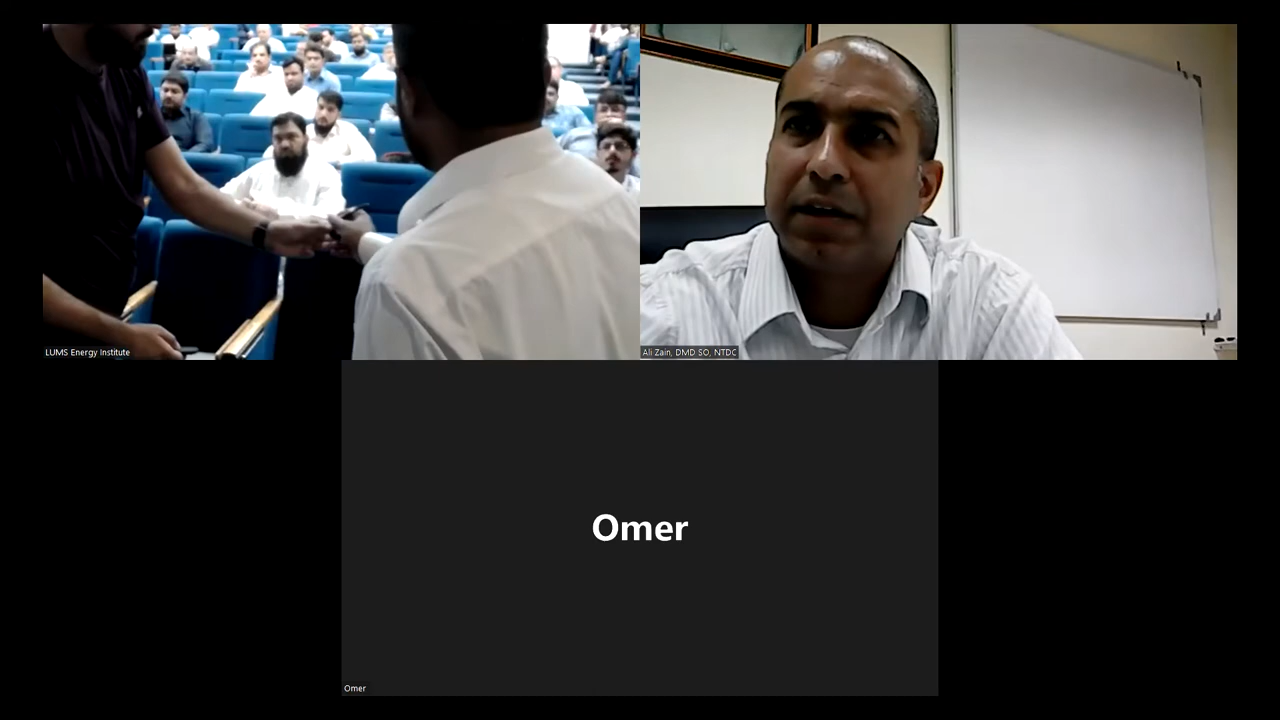 LUMS Energy Institute
Ali Zain, DMD SO, NTDC
Omer
Omer